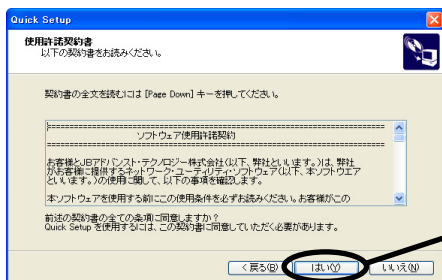 Quick Setup
使用許諾契約書
以下の契約書をお読みください。
契約書の全文を読むには [Page Down] キーを押してください。
ソフトウェア使用許諾契約
お客様とJBアドバンスト・テクノロジー株式会社(以下、弊社といいます。)は、弊社
がお客様に提供するネットワーク・ユーティリティ・ソフトウェア(以下、本ソフトウエア
といいます。)の使用に関して、以下の事項を確認します。
本ソフトウェアを使用する前にこの使用条件を必ずお読みください。お客様がこの
前述の契約書の全ての条項に同意しますか?
Quick Setup を使用するには、この契約書に同意していただく必要があります。
< 戻る(B)
はい(Y)
いいえ(N)